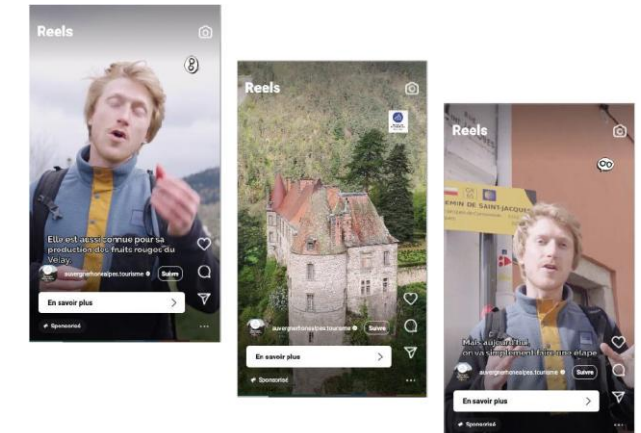 Reels
Elle est aussi connue pour sa
production des fruits rouges du
Velay.
auvergnerhonealpes.tourisme
Suivre
En savoir plus
Sponsorisé
Reels
auvergnerhonealpes.tourisme
Suivre
En savoir plus
Sponsorisé
Reels
EMIN DE SAINT JACQUES
Mais aujourd'hui,
on va simplement faire une étape
auvergnerhonealpes.tourisme
Suivre
En savoir plus
Sponsorisé